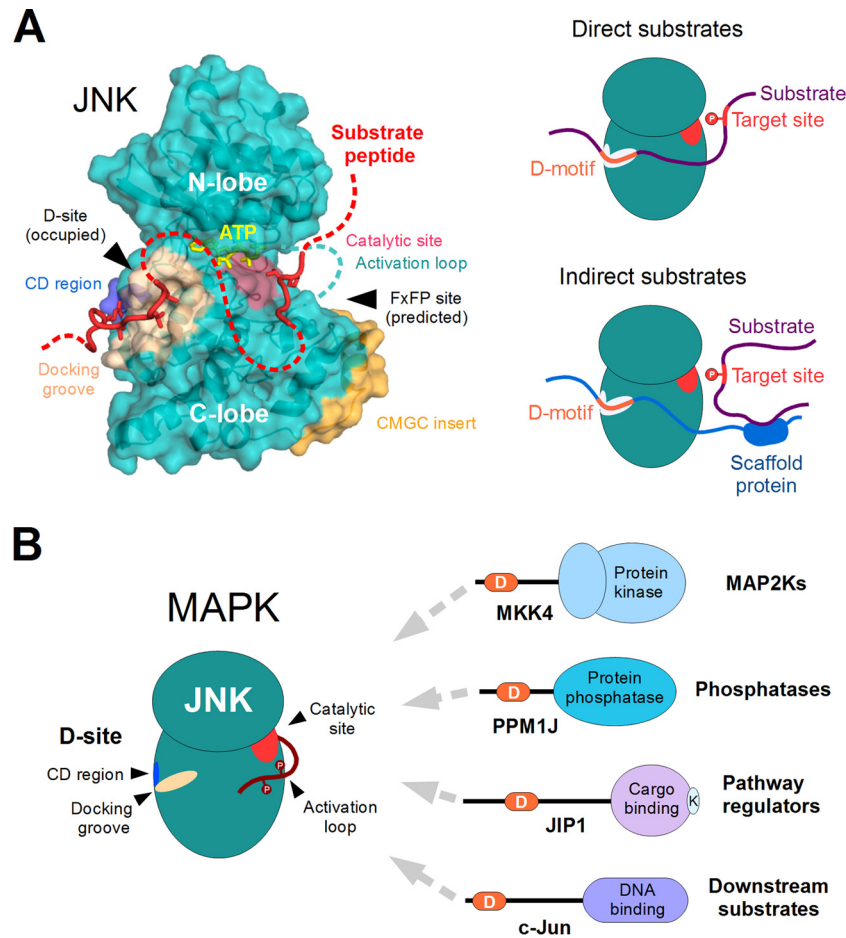 A
JNK
N-lobe
Substrate
peptide
D-site
(occupied)
ATP
Catalytic site
Activation loop
CD region
FxFP site
(predicted)
Docking
groove
C-lobe
CMGC insert
Direct substrates
Substrate
P
Target site
D-motif
Indirect substrates
Substrate
P
Target site
D-motif
Scaffold
protein
B
MAPK
JNK
Catalytic
site
D-site
CD region
Docking
groove
P
P
Activation
loop
D
MKK4
Protein
kinase
MAP2Ks
D
PPM1J
Protein
phosphatase
Phosphatases
D
JIP1
Cargo
binding
K
Pathway
regulators
D
c-Jun
DNA
binding
Downstream
substrates